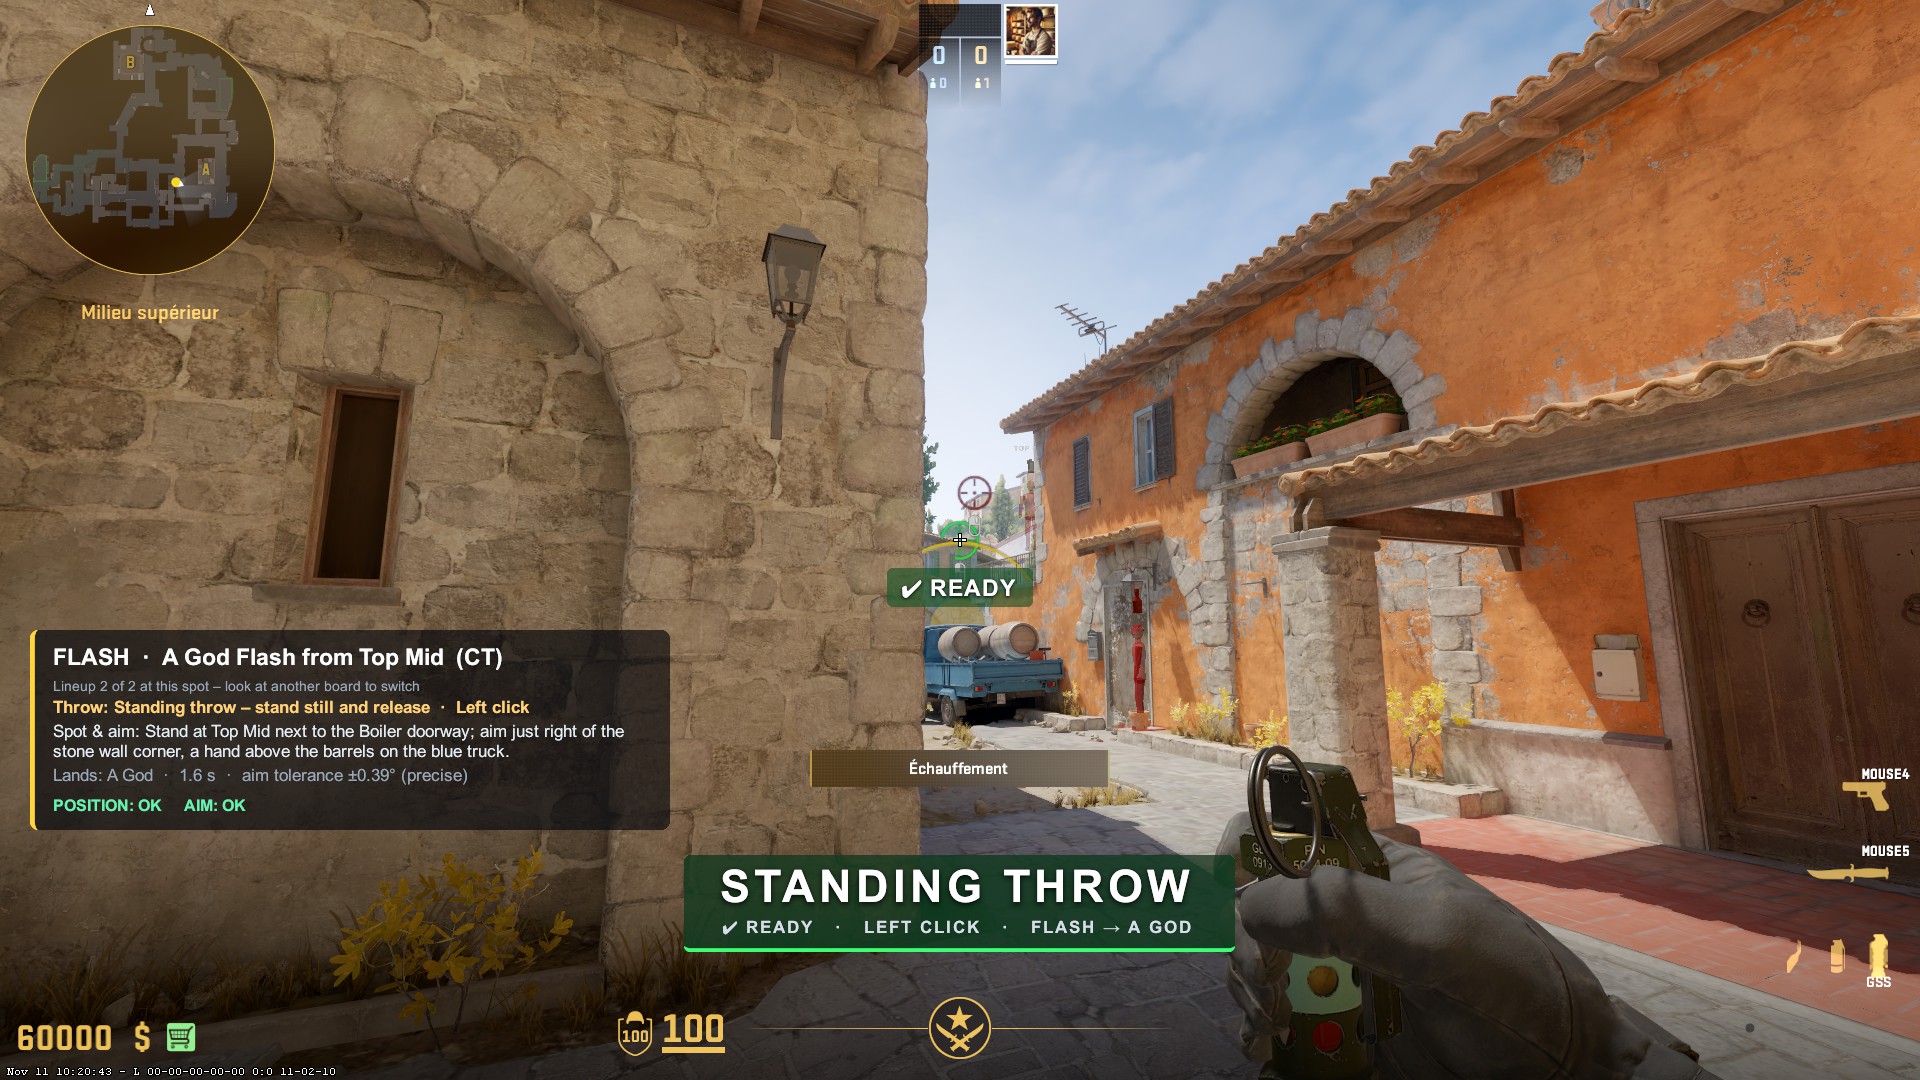 B
A
Milieu supérieur
0 0
0 1
TOP
✔ READY
FLASH · A God Flash from Top Mid (CT)
Lineup 2 of 2 at this spot – look at another board to switch
Throw: Standing throw – stand still and release · Left click
Spot & aim: Stand at Top Mid next to the Boiler doorway; aim just right of the
stone wall corner, a hand above the barrels on the blue truck.
Lands: A God · 1.6 s · aim tolerance ±0.39° (precise)
POSITION: OK AIM: OK
Échauffement
STANDING THROW
✔ READY · LEFT CLICK · FLASH → A GOD
MOUSE4
MOUSE5
GSS
60000 $
100 100
Nov 11 10:20:43 - L 00-00-00-00-00 0:0 11-02-10